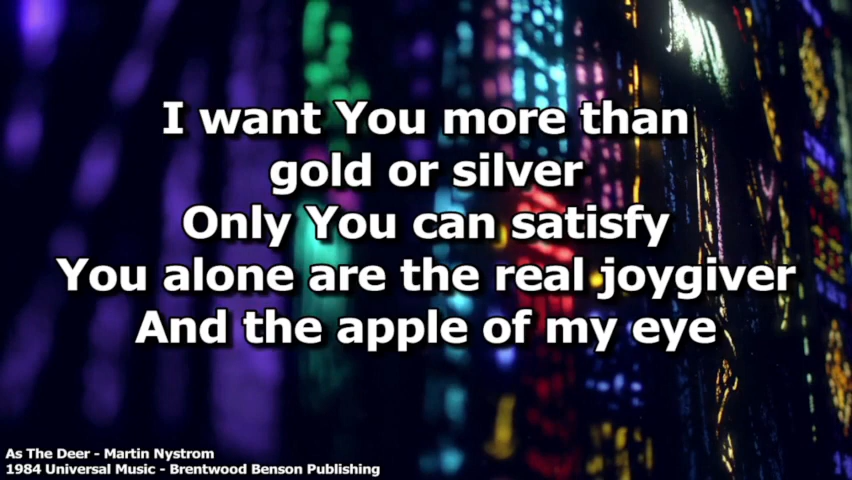 I want You more than
gold or silver
Only You can satisfy
You alone are the real joygiver
And the apple of my eye
As The Deer - Martin Nystrom
1984 Universal Music - Brentwood Benson Publishing